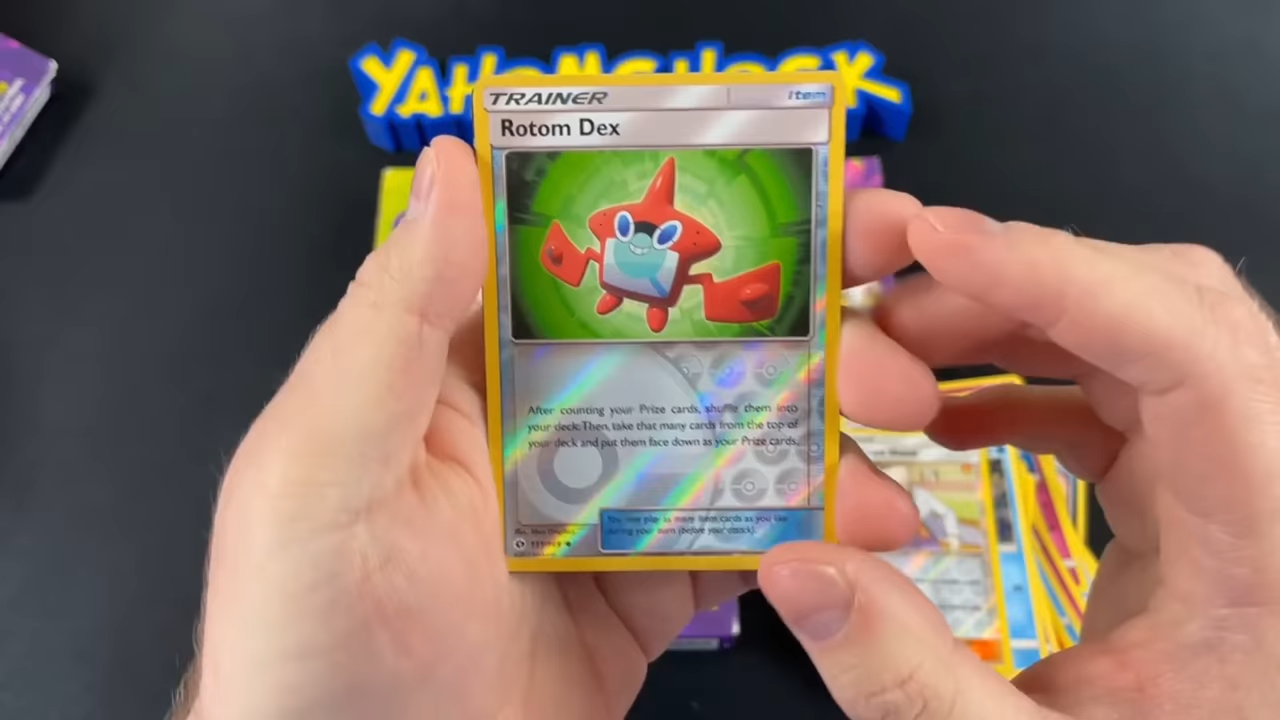 TRAINER Item
Rotom Dex
After counting your Prize cards, shuffle them into
your deck. Then, take that many cards from the top of
your deck and put them face down as your Prize cards.
You may play as many Item cards as you like
during your turn (before your attack).